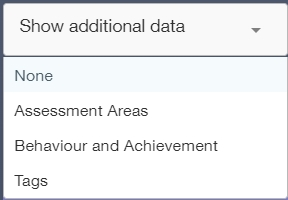 Show additional data
None
Assessment Areas
Behaviour and Achievement
Tags